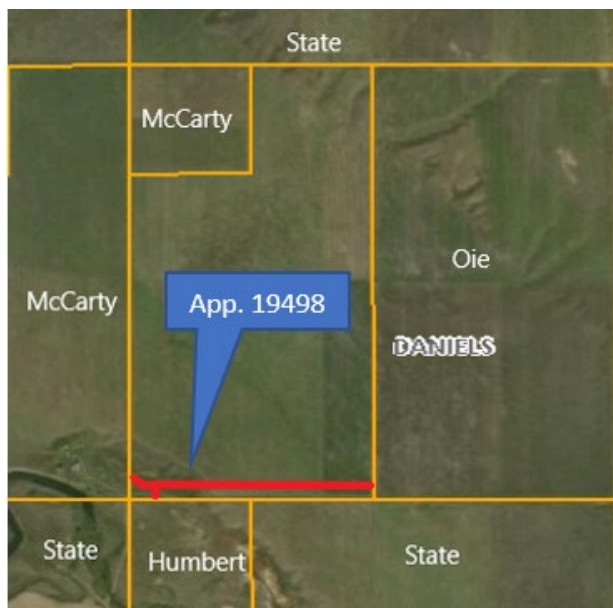 State
McCarty
Oie
McCarty
App. 19498
DANIELS
State
Humbert
State